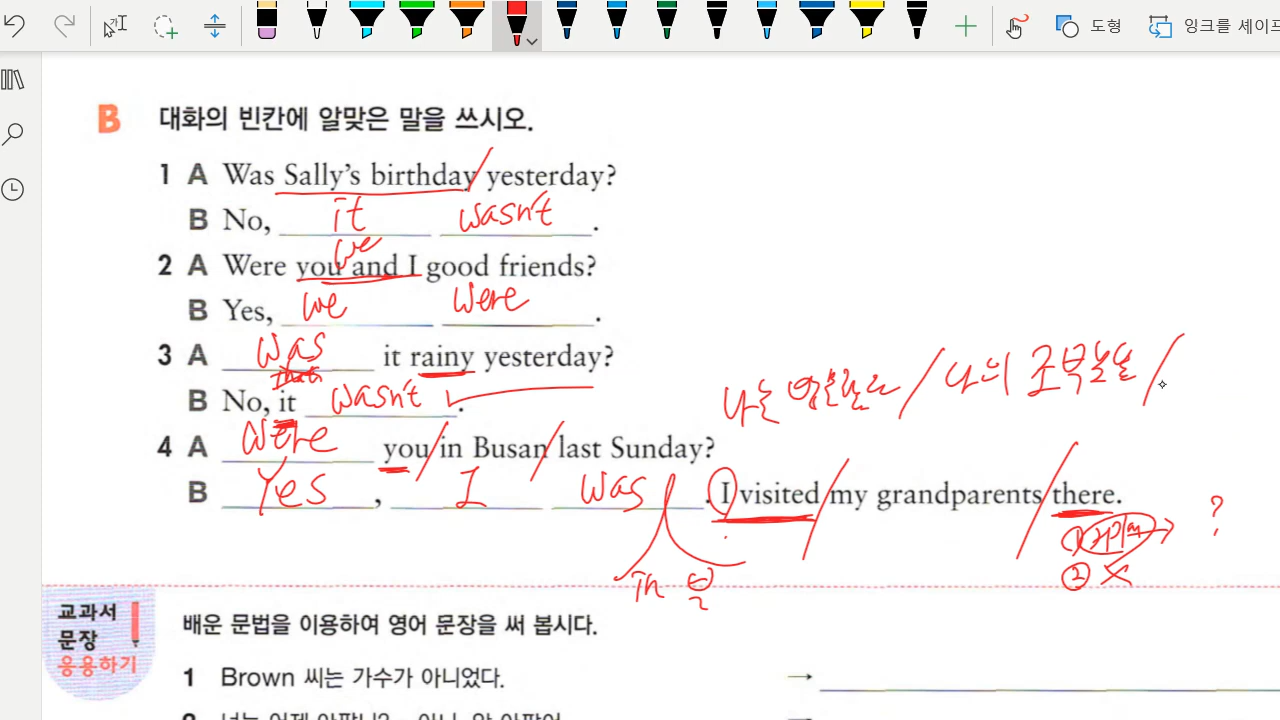 도형
잉크를 셰이프
B 대화의 빈칸에 알맞은 말을 쓰시오.
1 A Was Sally's birthday / yesterday?
B No, it wasn't.
we
2 A Were you and I good friends?
B Yes, we were.
3 A Was it rainy yesterday?
B No, it wasn't.
나는 / 나의 조부모님을 /
4 A Were you / in Busan / last Sunday?
B Yes, I was. I visited / my grandparents / there.
?
① 거기에
② X
교과서
문장
응용하기
배운 문법을 이용하여 영어 문장을 써 봅시다.
1 Brown 씨는 가수가 아니었다. →